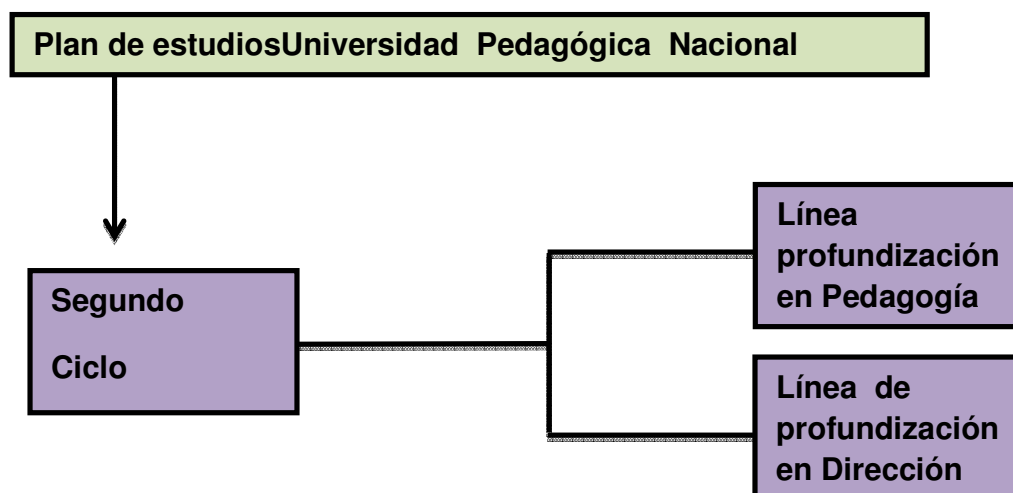 Plan de estudiosUniversidad Pedagógica Nacional
Segundo
Ciclo
Línea
profundización
en Pedagogía
Línea de
profundización
en Dirección